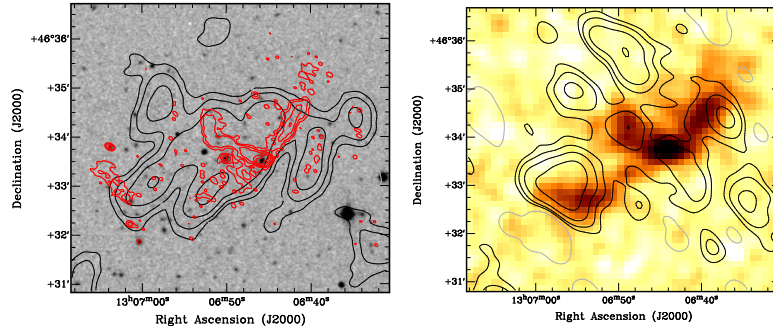 +46°36′
+35′
+34′
+33′
+32′
+31′
Declination (J2000)
13ʰ07ᵐ00ˢ
06ᵐ50ˢ
06ᵐ40ˢ
Right Ascension (J2000)
+46°36′
+35′
+34′
+33′
+32′
+31′
Declination (J2000)
13ʰ07ᵐ00ˢ
06ᵐ50ˢ
06ᵐ40ˢ
Right Ascension (J2000)